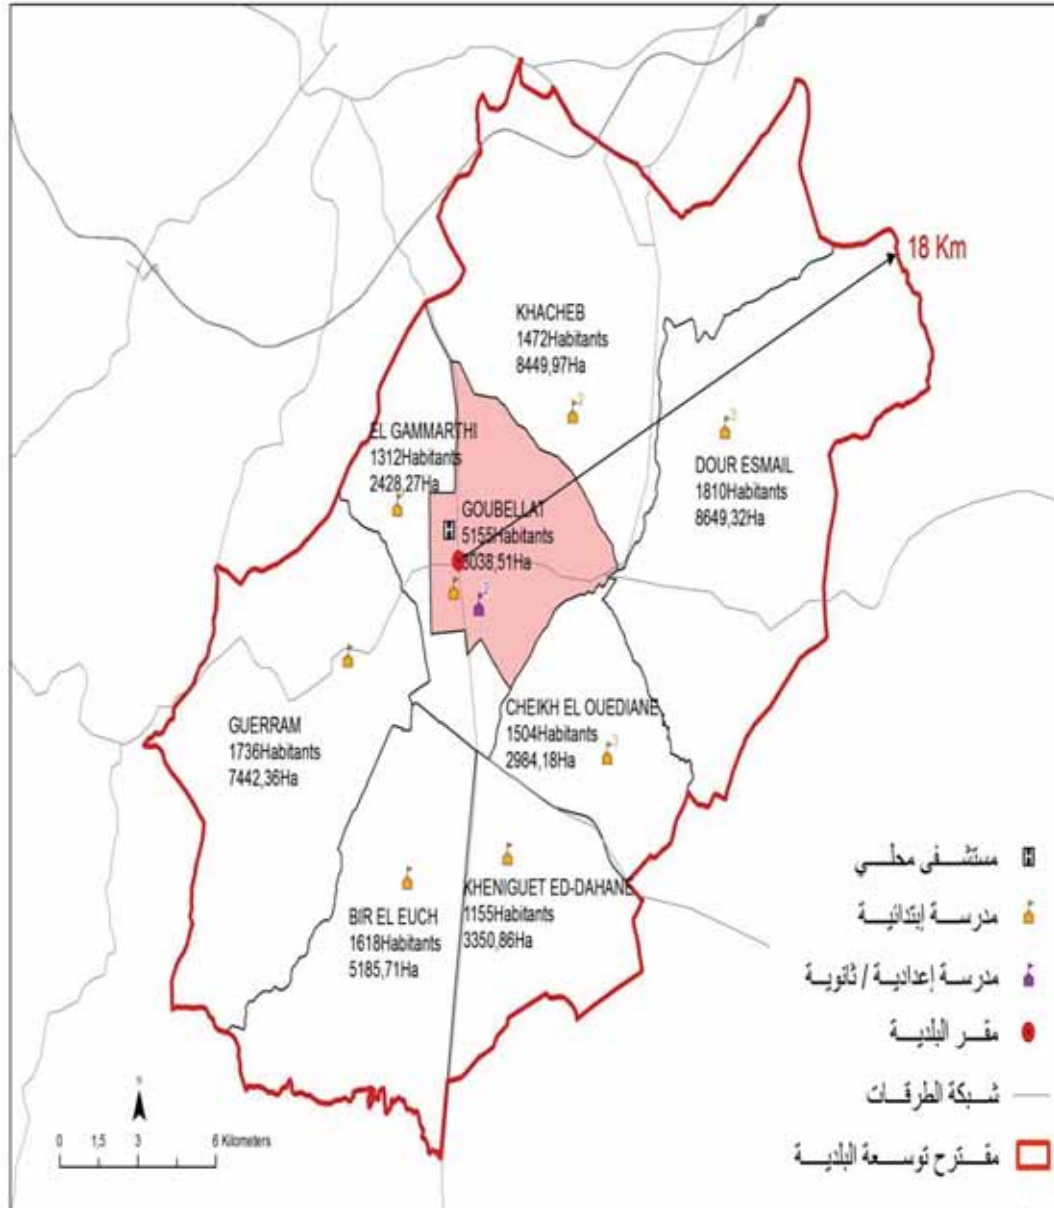 18 Km
KHACHEB
1472Habitants
8449,97Ha
EL GAMMARTHI
1312Habitants
2428,27Ha
DOUR ESMAIL
1810Habitants
8649,32Ha
GOUBELLAT
5155Habitants
3038,51Ha
GUERRAM
1736Habitants
7442,36Ha
CHEIKH EL OUEDIANE
1504Habitants
2984,18Ha
BIR EL EUCH
1618Habitants
5185,71Ha
KHENIGUET ED-DAHANE
1155Habitants
3350,86Ha
H مستشفى محلي
مدرسة إبتدائية
مدرسة إعدادية / ثانوية
مقر البلدية
شبكة الطرقات
مقترح توسعة البلدية
N
0 1,5 3 6 Kilometers